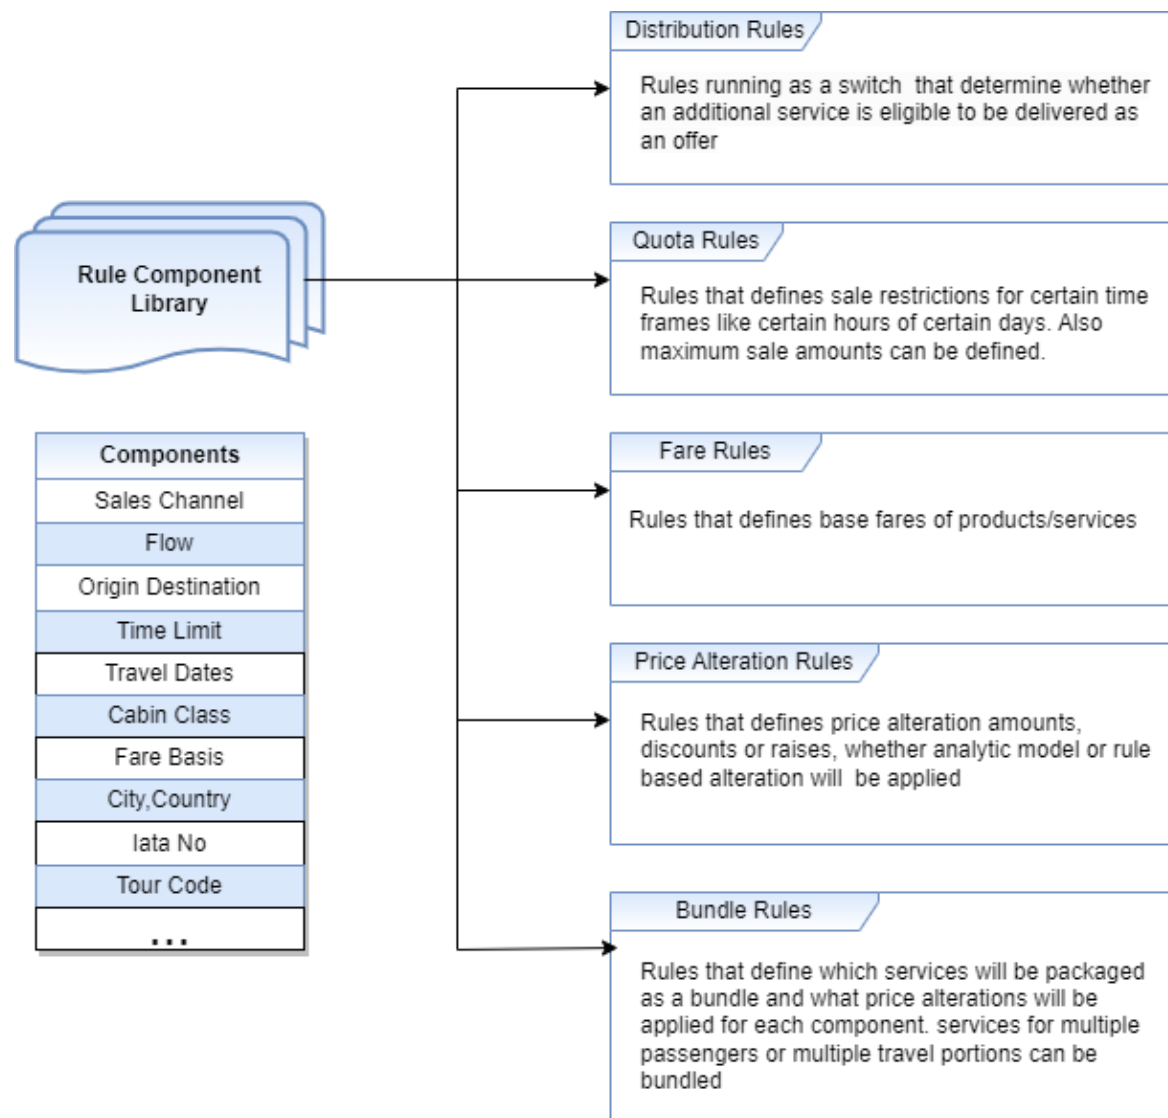 Distribution Rules
Rules running as a switch that determine whether
an additional service is eligible to be delivered as
an offer
Rule Component
Library
Quota Rules
Rules that defines sale restrictions for certain time
frames like certain hours of certain days. Also
maximum sale amounts can be defined.
Components
Sales Channel
Flow
Origin Destination
Time Limit
Travel Dates
Cabin Class
Fare Basis
City,Country
Iata No
Tour Code
...
Fare Rules
Rules that defines base fares of products/services
Price Alteration Rules
Rules that defines price alteration amounts,
discounts or raises, whether analytic model or rule
based alteration will be applied
Bundle Rules
Rules that define which services will be packaged
as a bundle and what price alterations will be
applied for each component. services for multiple
passengers or multiple travel portions can be
bundled